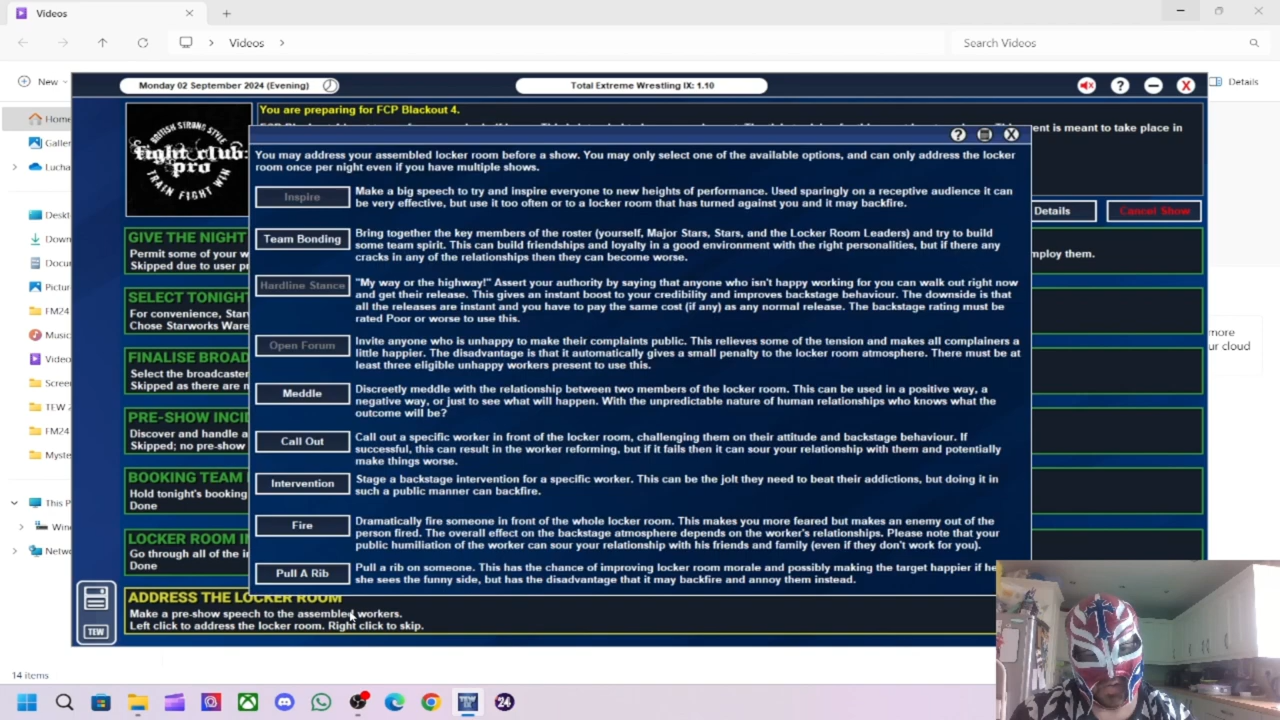 Videos
Videos
Search Videos
New
Details
Home
Galler
Lucha
Deskt
Down
Docu
Pictur
FM24
Music
Video
Scree
TEW 2
FM24
Myste
This P
Wind
Netwo
14 items
more
ur cloud
Monday 02 September 2024 (Evening)
Total Extreme Wrestling IX: 1.10
You are preparing for FCP Blackout 4.
ent is meant to take place in
BRITISH STRONG STYLE
fight club:
pro
TRAIN FIGHT WIN
Details
Cancel Show
GIVE THE NIGHT
Permit some of your w
Skipped due to user pr
mploy them.
SELECT TONIGHT
For convenience, Star
Chose Starworks Ware
FINALISE BROAD
Select the broadcaster
Skipped as there are n
PRE-SHOW INCID
Discover and handle a
Skipped; no pre-show
BOOKING TEAM
Hold tonight's booking
Done
LOCKER ROOM I
Go through all of the in
Done
ADDRESS THE LOCKER ROOM
Make a pre-show speech to the assembled workers.
Left click to address the locker room. Right click to skip.
TEW
You may address your assembled locker room before a show. You may only select one of the available options, and can only address the locker
room once per night even if you have multiple shows.
Inspire
Make a big speech to try and inspire everyone to new heights of performance. Used sparingly on a receptive audience it can
be very effective, but use it too often or to a locker room that has turned against you and it may backfire.
Team Bonding
Bring together the key members of the roster (yourself, Major Stars, Stars, and the Locker Room Leaders) and try to build
some team spirit. This can build friendships and loyalty in a good environment with the right personalities, but if there any
cracks in any of the relationships then they can become worse.
Hardline Stance
"My way or the highway!" Assert your authority by saying that anyone who isn't happy working for you can walk out right now
and get their release. This gives an instant boost to your credibility and improves backstage behaviour. The downside is that
all the releases are instant and you have to pay the same cost (if any) as any normal release. The backstage rating must be
rated Poor or worse to use this.
Open Forum
Invite anyone who is unhappy to make their complaints public. This relieves some of the tension and makes all complainers a
little happier. The disadvantage is that it automatically gives a small penalty to the locker room atmosphere. There must be at
least three eligible unhappy workers present to use this.
Meddle
Discreetly meddle with the relationship between two members of the locker room. This can be used in a positive way, a
negative way, or just to see what will happen. With the unpredictable nature of human relationships who knows what the
outcome will be?
Call Out
Call out a specific worker in front of the locker room, challenging them on their attitude and backstage behaviour. If
successful, this can result in the worker reforming, but if it fails then it can sour your relationship with them and potentially
make things worse.
Intervention
Stage a backstage intervention for a specific worker. This can be the jolt they need to beat their addictions, but doing it in
such a public manner can backfire.
Fire
Dramatically fire someone in front of the whole locker room. This makes you more feared but makes an enemy out of the
person fired. The overall effect on the backstage atmosphere depends on the worker's relationships. Please note that your
public humiliation of the worker can sour your relationship with his friends and family (even if they don't work for you).
Pull A Rib
Pull a rib on someone. This has the chance of improving locker room morale and possibly making the target happier if he
she sees the funny side, but has the disadvantage that it may backfire and annoy them instead.
TEW
24